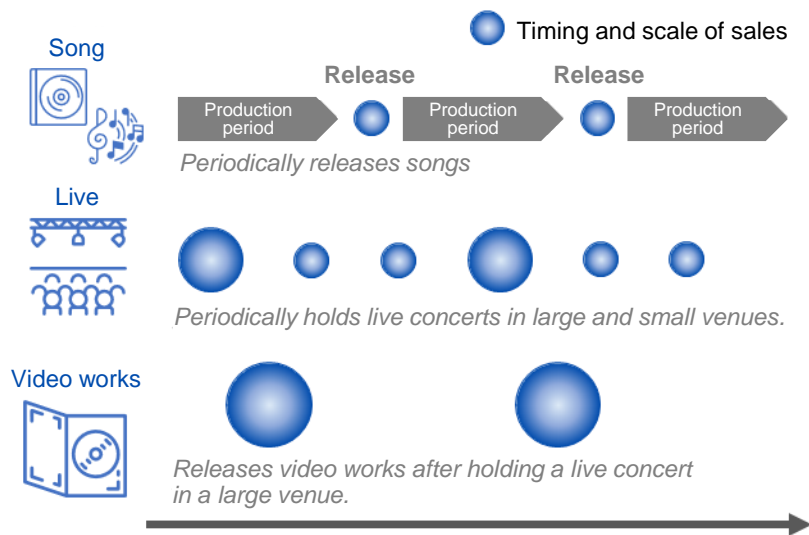 Timing and scale of sales
Song
Release
Release
Production
period
Production
period
Production
period
Periodically releases songs
Live
Periodically holds live concerts in large and small venues.
Video works
Releases video works after holding a live concert
in a large venue.